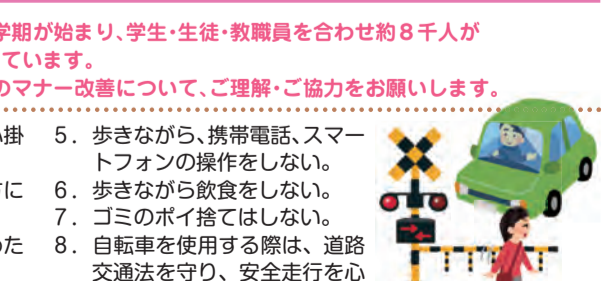 学期が始まり、学生・生徒・教職員を合わせ約8千人が
ています。
のマナー改善について、ご理解・ご協力をお願いします。
掛
に
た
5. 歩きながら、携帯電話、スマー
トフォンの操作をしない。
6. 歩きながら飲食をしない。
7. ゴミのポイ捨てはしない。
8. 自転車を使用する際は、道路
交通法を守り、安全走行を心